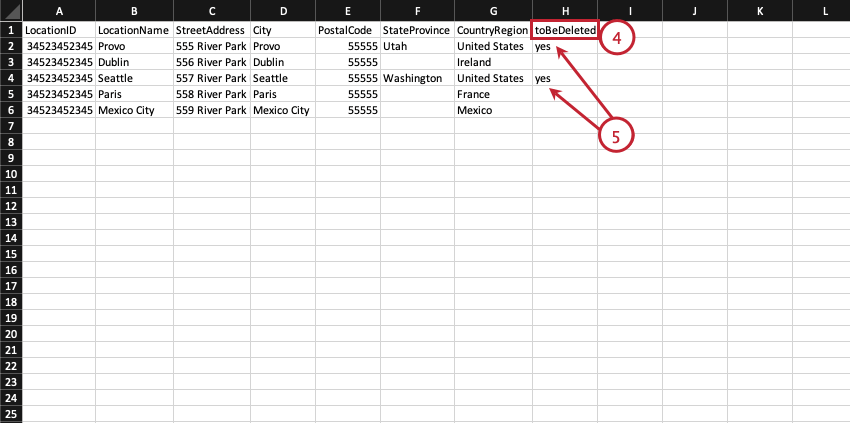 A B C D E F G H I J K L
1 LocationID LocationName StreetAddress City PostalCode StateProvince CountryRegion toBeDeleted 4
2 34523452345 Provo 555 River Park Provo 55555 Utah United States yes
3 34523452345 Dublin 556 River Park Dublin 55555 Ireland
4 34523452345 Seattle 557 River Park Seattle 55555 Washington United States yes
5 34523452345 Paris 558 River Park Paris 55555 France
6 34523452345 Mexico City 559 River Park Mexico City 55555 Mexico
5
7
8
9
10
11
12
13
14
15
16
17
18
19
20
21
22
23
24
25